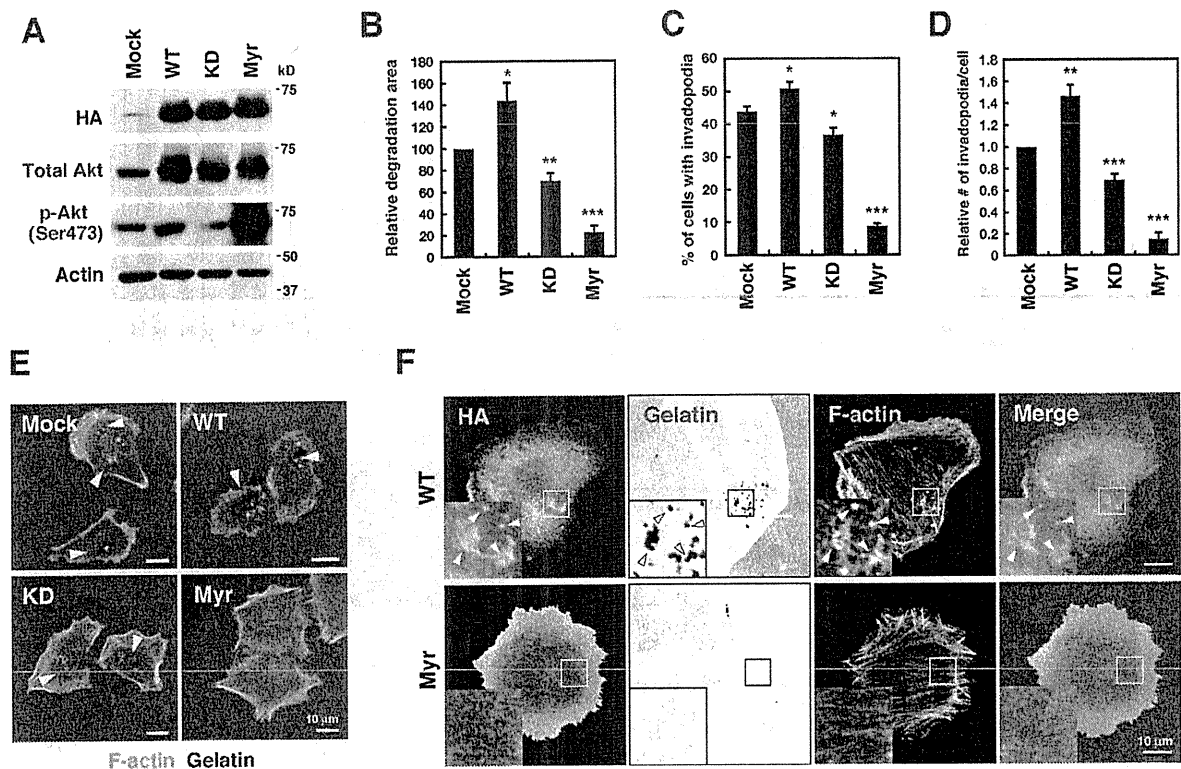 A
Mock WT KD Myr
kD
HA
-75
Total Akt
-75
p-Akt
(Ser473)
-75
Actin
-50
-37
B
Relative degradation area
180
160
140
120
100
80
60
40
20
0
*
**
***
Mock WT KD Myr
C
% of cells with invadopodia
60
50
40
30
20
10
0
*
*
***
Mock WT KD Myr
D
Relative # of invadopodia/cell
1.8
1.6
1.4
1.2
1.0
0.8
0.6
0.4
0.2
0
**
***
***
Mock WT KD Myr
E
Mock WT
KD Myr
10 μm
F-actin Gelatin
F
HA Gelatin F-actin Merge
WT
Myr
10 μm